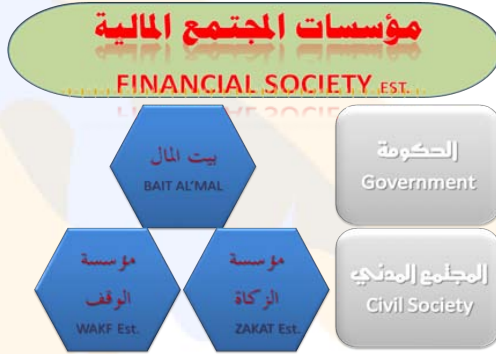 مؤسسات المجتمع المالية
FINANCIAL SOCIETY EST.
بيت المال
BAIT AL'MAL
الحكومة
Government
مؤسسة
الوقف
WAKF Est.
مؤسسة
الزكاة
ZAKAT Est.
المجتمع المدني
Civil Society